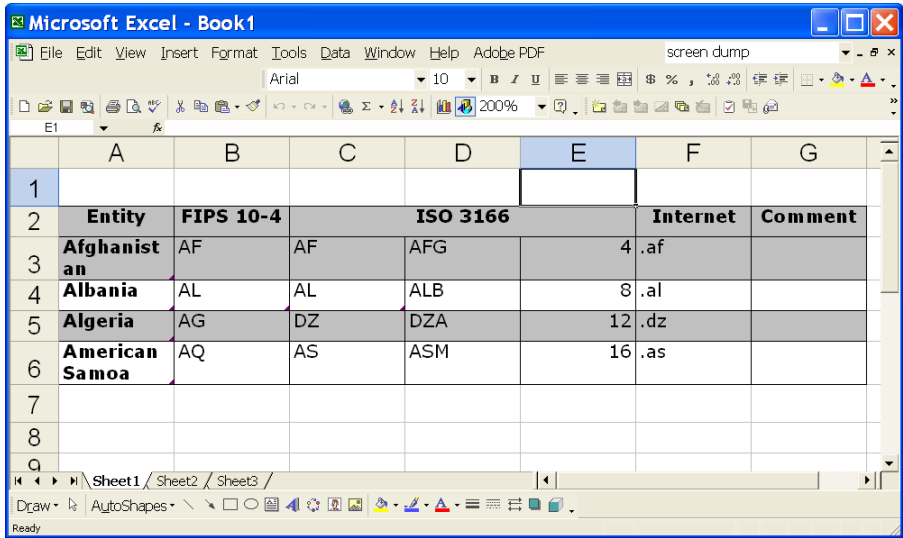 Microsoft Excel - Book1
File Edit View Insert Format Tools Data Window Help Adobe PDF screen dump
Arial 10 B I U $ % ,
200%
E1 fx
A B C D E F G
1
2 Entity FIPS 10-4 ISO 3166 Internet Comment
3 Afghanist AF AF AFG 4 .af
an
4 Albania AL AL ALB 8 .al
5 Algeria AG DZ DZA 12 .dz
6 American AQ AS ASM 16 .as
Samoa
7
8
9
Sheet1 Sheet2 Sheet3
Draw AutoShapes
Ready